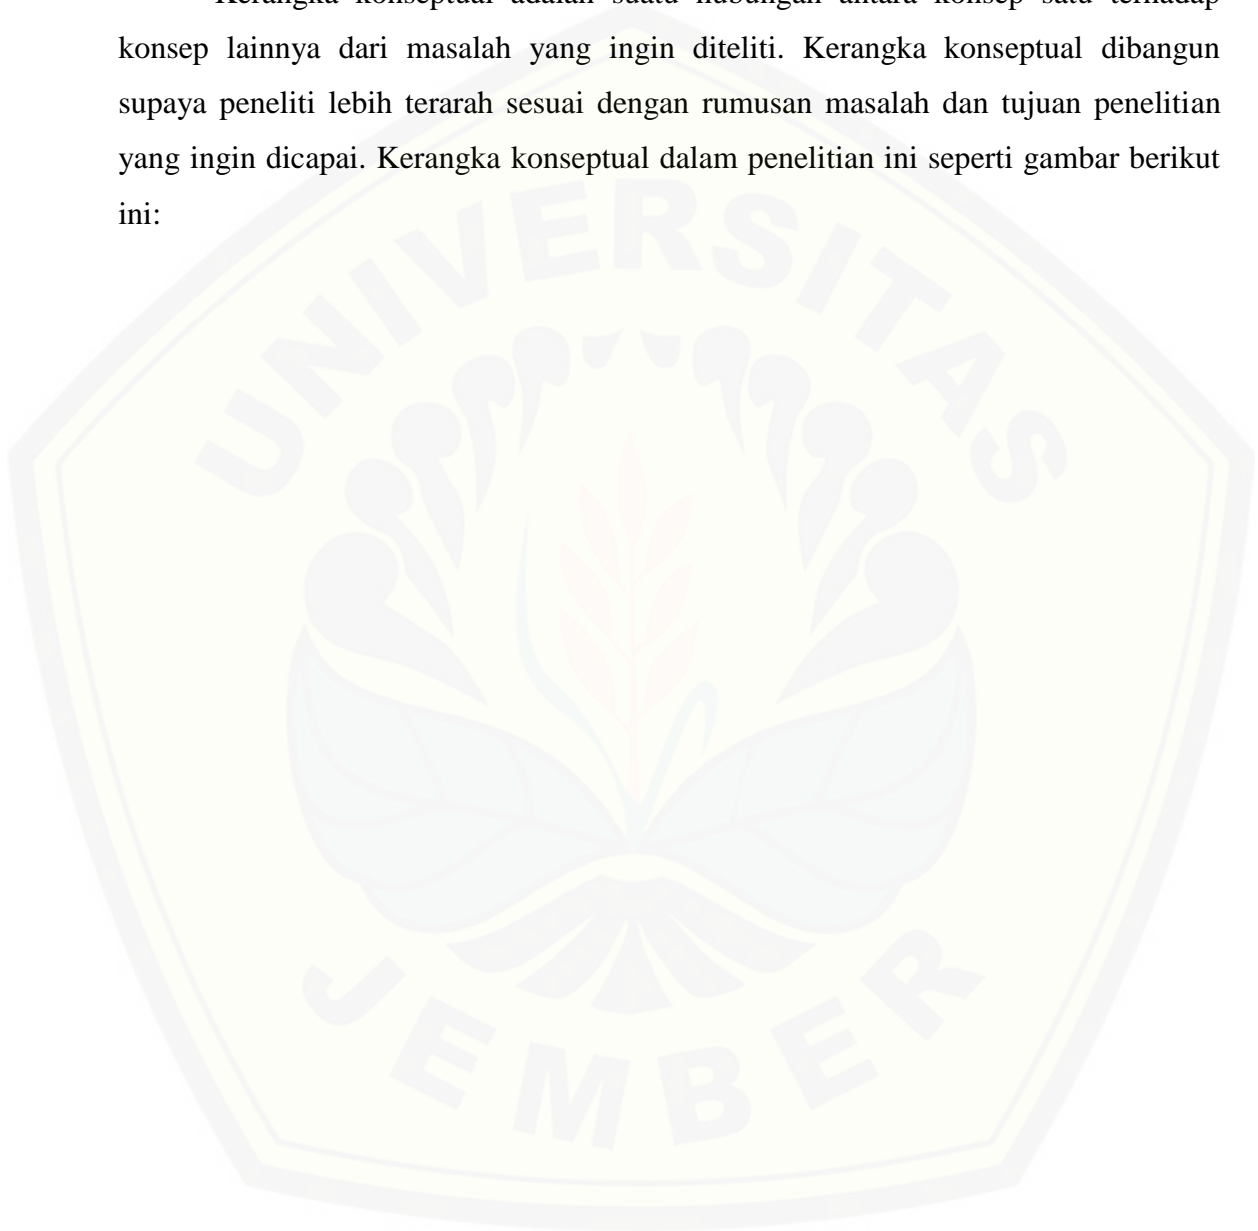 Kerangka konseptual adalah suatu hubungan antara konsep satu terhadap
konsep lainnya dari masalah yang ingin diteliti. Kerangka konseptual dibangun
supaya peneliti lebih terarah sesuai dengan rumusan masalah dan tujuan penelitian
yang ingin dicapai. Kerangka konseptual dalam penelitian ini seperti gambar berikut
ini:
UNIVERSITAS
JEMBER